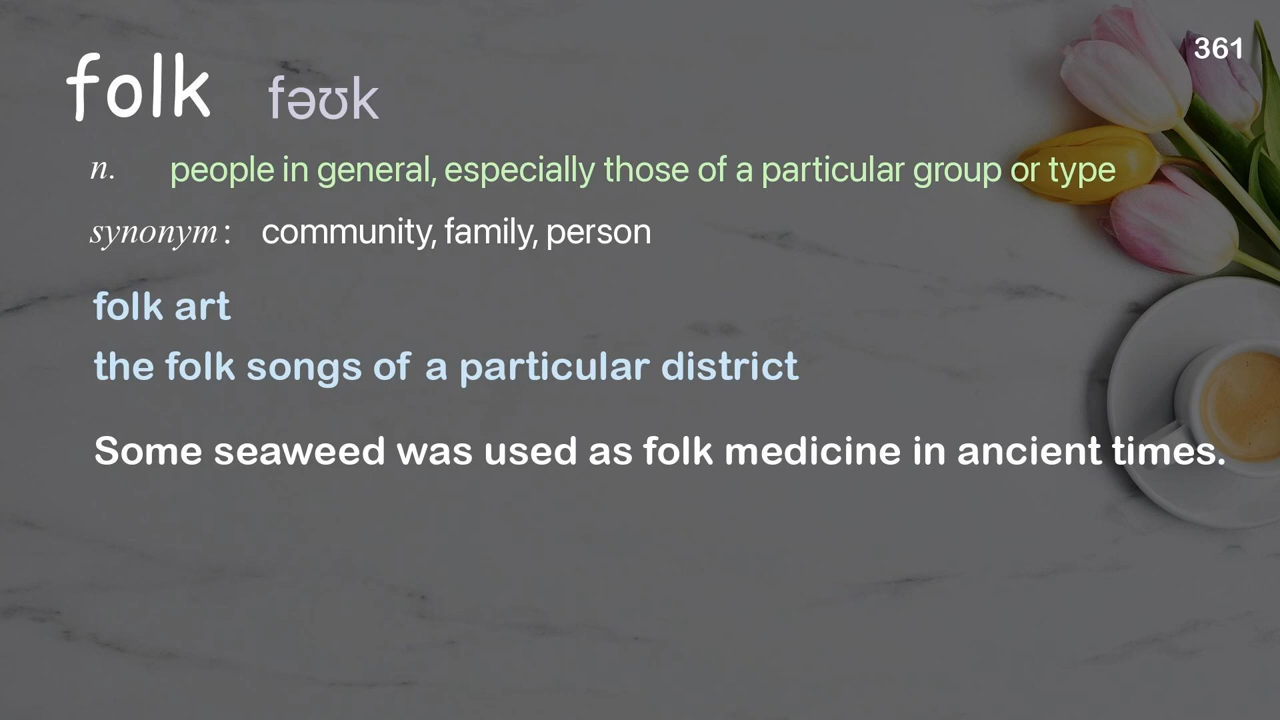 361
folk fəʊk
n. people in general, especially those of a particular group or type
synonym: community, family, person
folk art
the folk songs of a particular district
Some seaweed was used as folk medicine in ancient times.